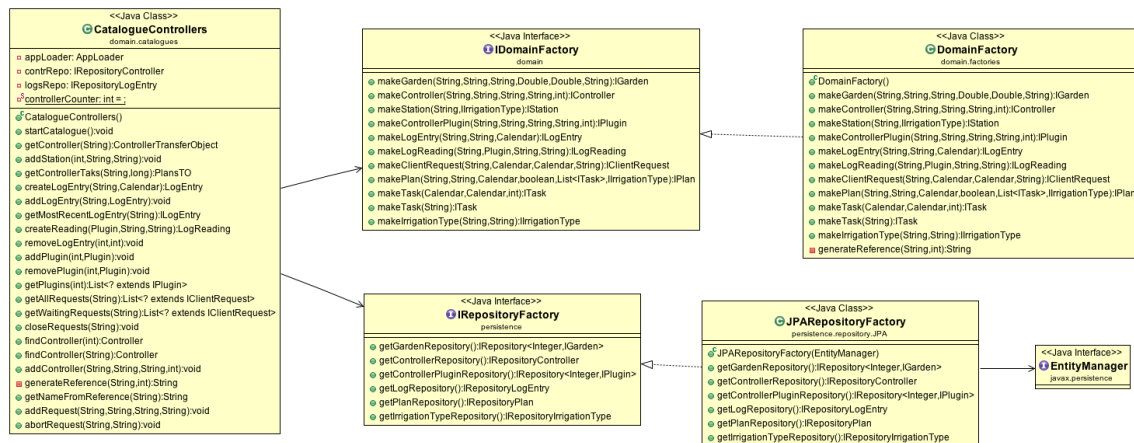 <<Java Class>>
CatalogueControllers
domain.catalogues
appLoader: AppLoader
contrRepo: IRepositoryController
logsRepo: IRepositoryLogEntry
controllerCounter: int = ;
CatalogueControllers()
startCatalogue():void
getController(String):ControllerTransferObject
addStation(int,String,String):void
getControllerTaks(String,long):PlansTO
createLogEntry(String,Calendar):LogEntry
addLogEntry(String,LogEntry):void
getMostRecentLogEntry(String):ILogEntry
createReading(Plugin,String,String):LogReading
removeLogEntry(int,int):void
addPlugin(int,Plugin):void
removePlugin(int,Plugin):void
getPlugins(int):List<? extends IPlugin>
getAllRequests(String):List<? extends IClientRequest>
getWaitingRequests(String):List<? extends IClientRequest>
closeRequests(String):void
findController(int):Controller
findController(String):Controller
addController(String,String,String,int):void
generateReference(String,int):String
getNameFromReference(String):String
addRequest(String,String,String,String):void
abortRequest(String,String):void
<<Java Interface>>
IDomainFactory
domain
makeGarden(String,String,String,Double,Double,String):IGarden
makeController(String,String,String,String,int):IController
makeStation(String,IIrrigationType):IStation
makeControllerPlugin(String,String,String,String,int):IPlugin
makeLogEntry(String,String,Calendar):ILogEntry
makeLogReading(String,Plugin,String,String):ILogReading
makeClientRequest(String,Calendar,Calendar,String):IClientRequest
makePlan(String,String,Calendar,boolean,List<ITask>,IIrrigationType):IPlan
makeTask(Calendar,Calendar,int):ITask
makeTask(String):ITask
makeIrrigationType(String,String):IIrrigationType
<<Java Class>>
DomainFactory
domain.factories
DomainFactory()
makeGarden(String,String,String,Double,Double,String):IGarden
makeController(String,String,String,String,int):IController
makeStation(String,IIrrigationType):IStation
makeControllerPlugin(String,String,String,String,int):IPlugin
makeLogEntry(String,String,Calendar):ILogEntry
makeLogReading(String,Plugin,String,String):ILogReading
makeClientRequest(String,Calendar,Calendar,String):IClientRequest
makePlan(String,String,Calendar,boolean,List<ITask>,IIrrigationType):IPlan
makeTask(Calendar,Calendar,int):ITask
makeTask(String):ITask
makeIrrigationType(String,String):IIrrigationType
generateReference(String,int):String
<<Java Interface>>
IRepositoryFactory
persistence
getGardenRepository():IRepository<Integer,IGarden>
getControllerRepository():IRepositoryController
getControllerPluginRepository():IRepository<Integer,IPlugin>
getLogRepository():IRepositoryLogEntry
getPlanRepository():IRepositoryPlan
getIrrigationTypeRepository():IRepositoryIrrigationType
<<Java Class>>
JPARepositoryFactory
persistence.repository.JPA
JPARepositoryFactory(EntityManager)
getGardenRepository():IRepository<Integer,IGarden>
getControllerRepository():IRepositoryController
getControllerPluginRepository():IRepository<Integer,IPlugin>
getLogRepository():IRepositoryLogEntry
getPlanRepository():IRepositoryPlan
getIrrigationTypeRepository():IRepositoryIrrigationType
<<Java Interface>>
EntityManager
javax.persistence